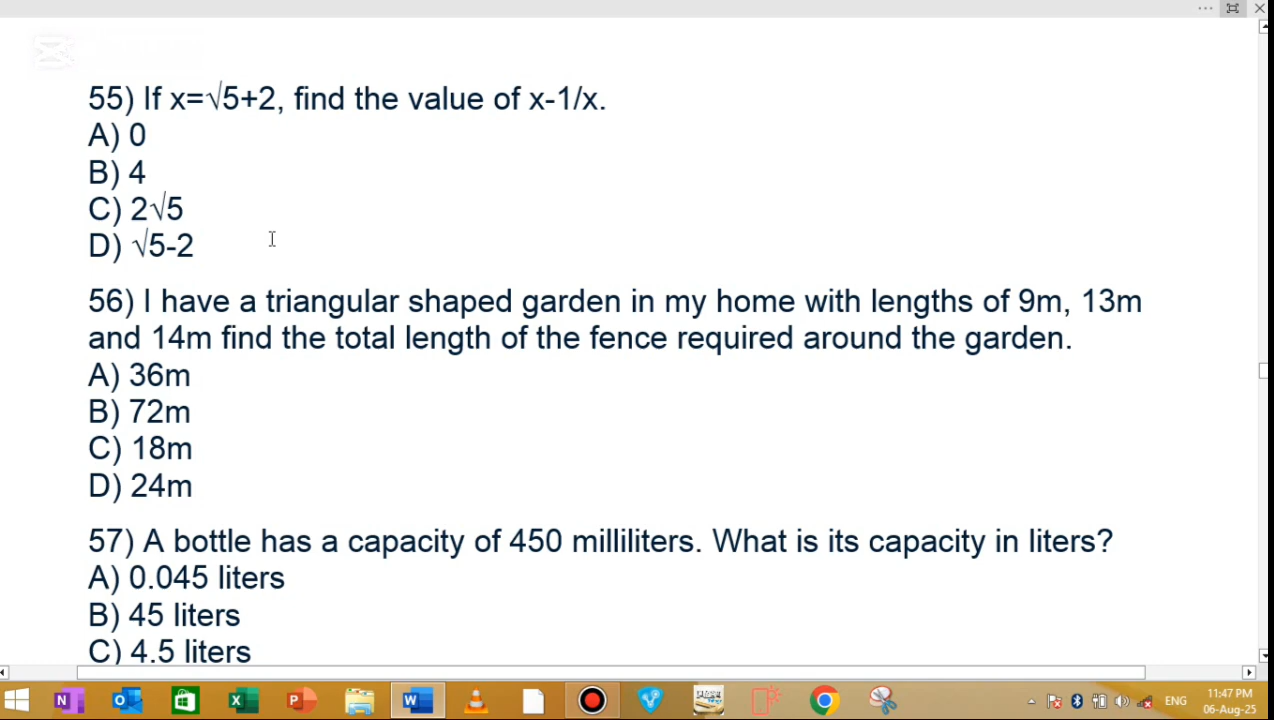 55) If x=√5+2, find the value of x-1/x.
A) 0
B) 4
C) 2√5
D) √5-2
56) I have a triangular shaped garden in my home with lengths of 9m, 13m
and 14m find the total length of the fence required around the garden.
A) 36m
B) 72m
C) 18m
D) 24m
57) A bottle has a capacity of 450 milliliters. What is its capacity in liters?
A) 0.045 liters
B) 45 liters
C) 4.5 liters
ENG
11:47 PM
06-Aug-25